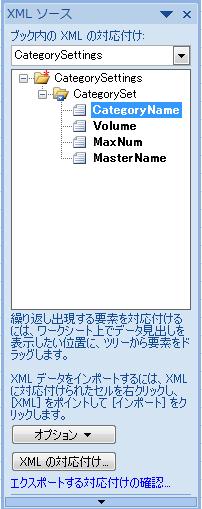 XML ソース
ブック内の XML の対応付け:
CategorySettings
CategorySettings
CategorySet
CategoryName
Volume
MaxNum
MasterName
繰り返し出現する要素を対応付ける
には、ワークシート上でデータ見出しを
表示したい位置に、ツリーから要素をド
ラッグします。
XML データをインポートするには、XML
に対応付けられたセルを右クリックし、
[XML] をポイントして [インポート] をク
リックします。
オプション
XML の対応付け...
エクスポートする対応付けの確認...